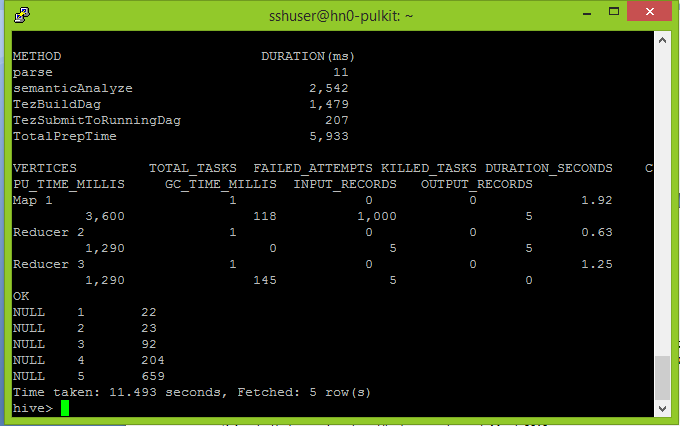 sshuser@hn0-pulkit: ~
METHOD DURATION(ms)
parse 11
semanticAnalyze 2,542
TezBuildDag 1,479
TezSubmitToRunningDag 207
TotalPrepTime 5,933
VERTICES TOTAL_TASKS FAILED_ATTEMPTS KILLED_TASKS DURATION_SECONDS C
PU_TIME_MILLIS GC_TIME_MILLIS INPUT_RECORDS OUTPUT_RECORDS
Map 1 1 0 0 1.92
3,600 118 1,000 5
Reducer 2 1 0 0 0.63
1,290 0 5 5
Reducer 3 1 0 0 1.25
1,290 145 5 0
OK
NULL 1 22
NULL 2 23
NULL 3 92
NULL 4 204
NULL 5 659
Time taken: 11.493 seconds, Fetched: 5 row(s)
hive>